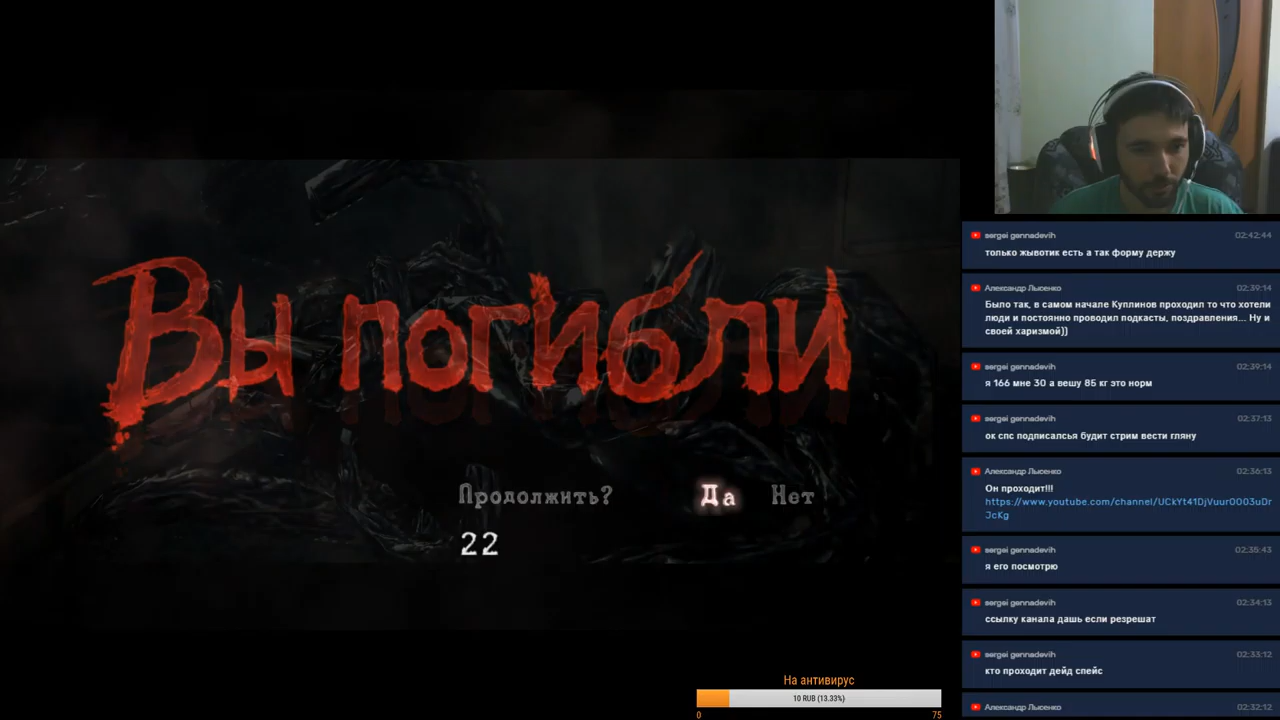 Вы погибли
Продолжить? Да Нет
22
На антивирус
10 RUB (13.33%)
0 75
sergei gennadevih 02:42:44
только жывотик есть а так форму держу
Александр Лысенко 02:39:14
Было так, в самом начале Куплинов проходил то что хотели
люди и постоянно проводил подкасты, поздравления... Ну и
своей харизмой))
sergei gennadevih 02:39:14
я 166 мне 30 а вешу 85 кг это норм
sergei gennadevih 02:37:13
ок спс подписалсья будит стрим вести гляну
Александр Лысенко 02:36:13
Он проходит!!!
https://www.youtube.com/channel/UCkYt41DjVuurOO03uDr
JcKg
sergei gennadevih 02:35:43
я его посмотрю
sergei gennadevih 02:34:13
ссылку канала дашь если резрешат
sergei gennadevih 02:33:12
кто проходит дейд спейс
Александр Лысенко 02:32:12